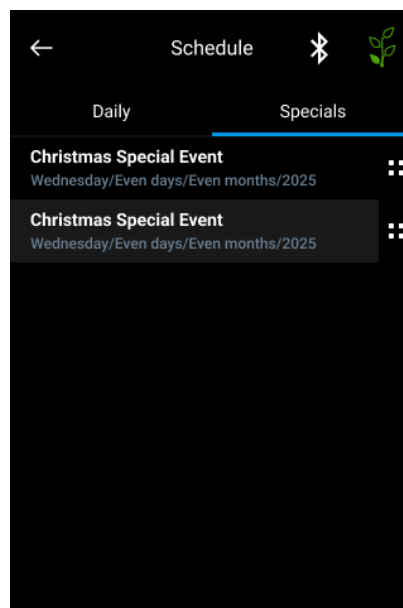 Schedule
Daily
Specials
Christmas Special Event
Wednesday/Even days/Even months/2025
Christmas Special Event
Wednesday/Even days/Even months/2025